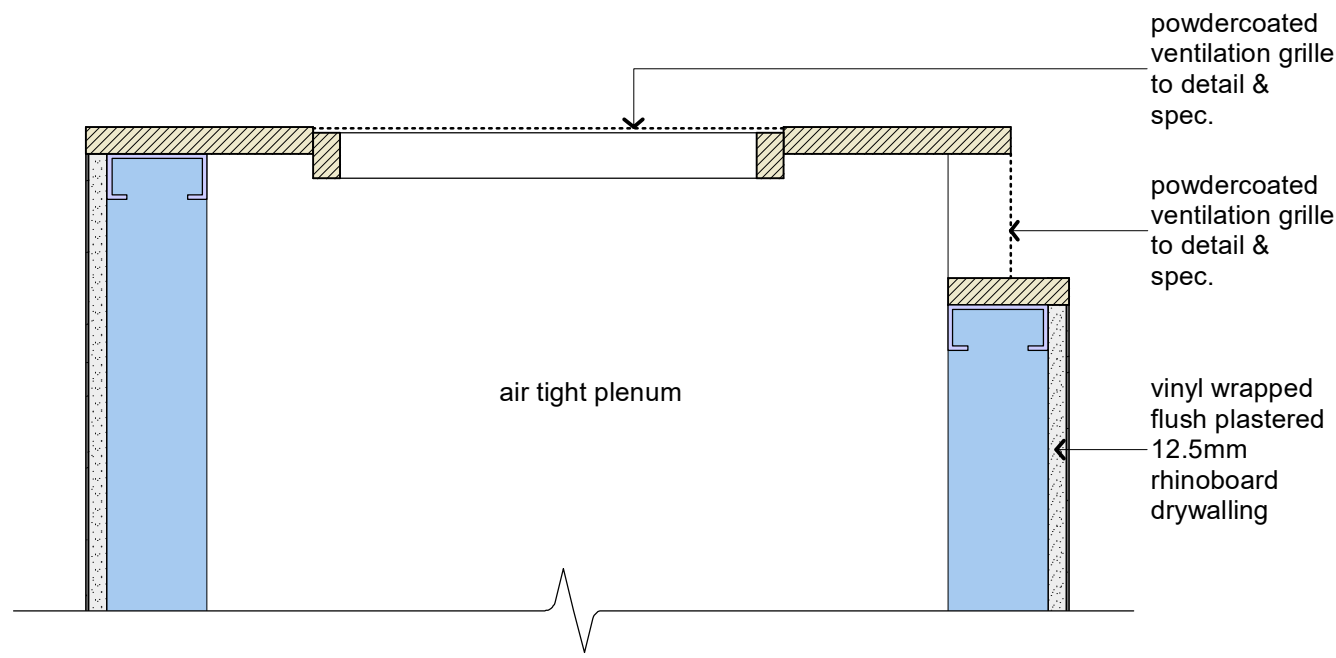 powdercoated
ventilation grille
to detail &
spec.
powdercoated
ventilation grille
to detail &
spec.
air tight plenum
vinyl wrapped
flush plastered
12.5mm
rhinoboard
drywalling